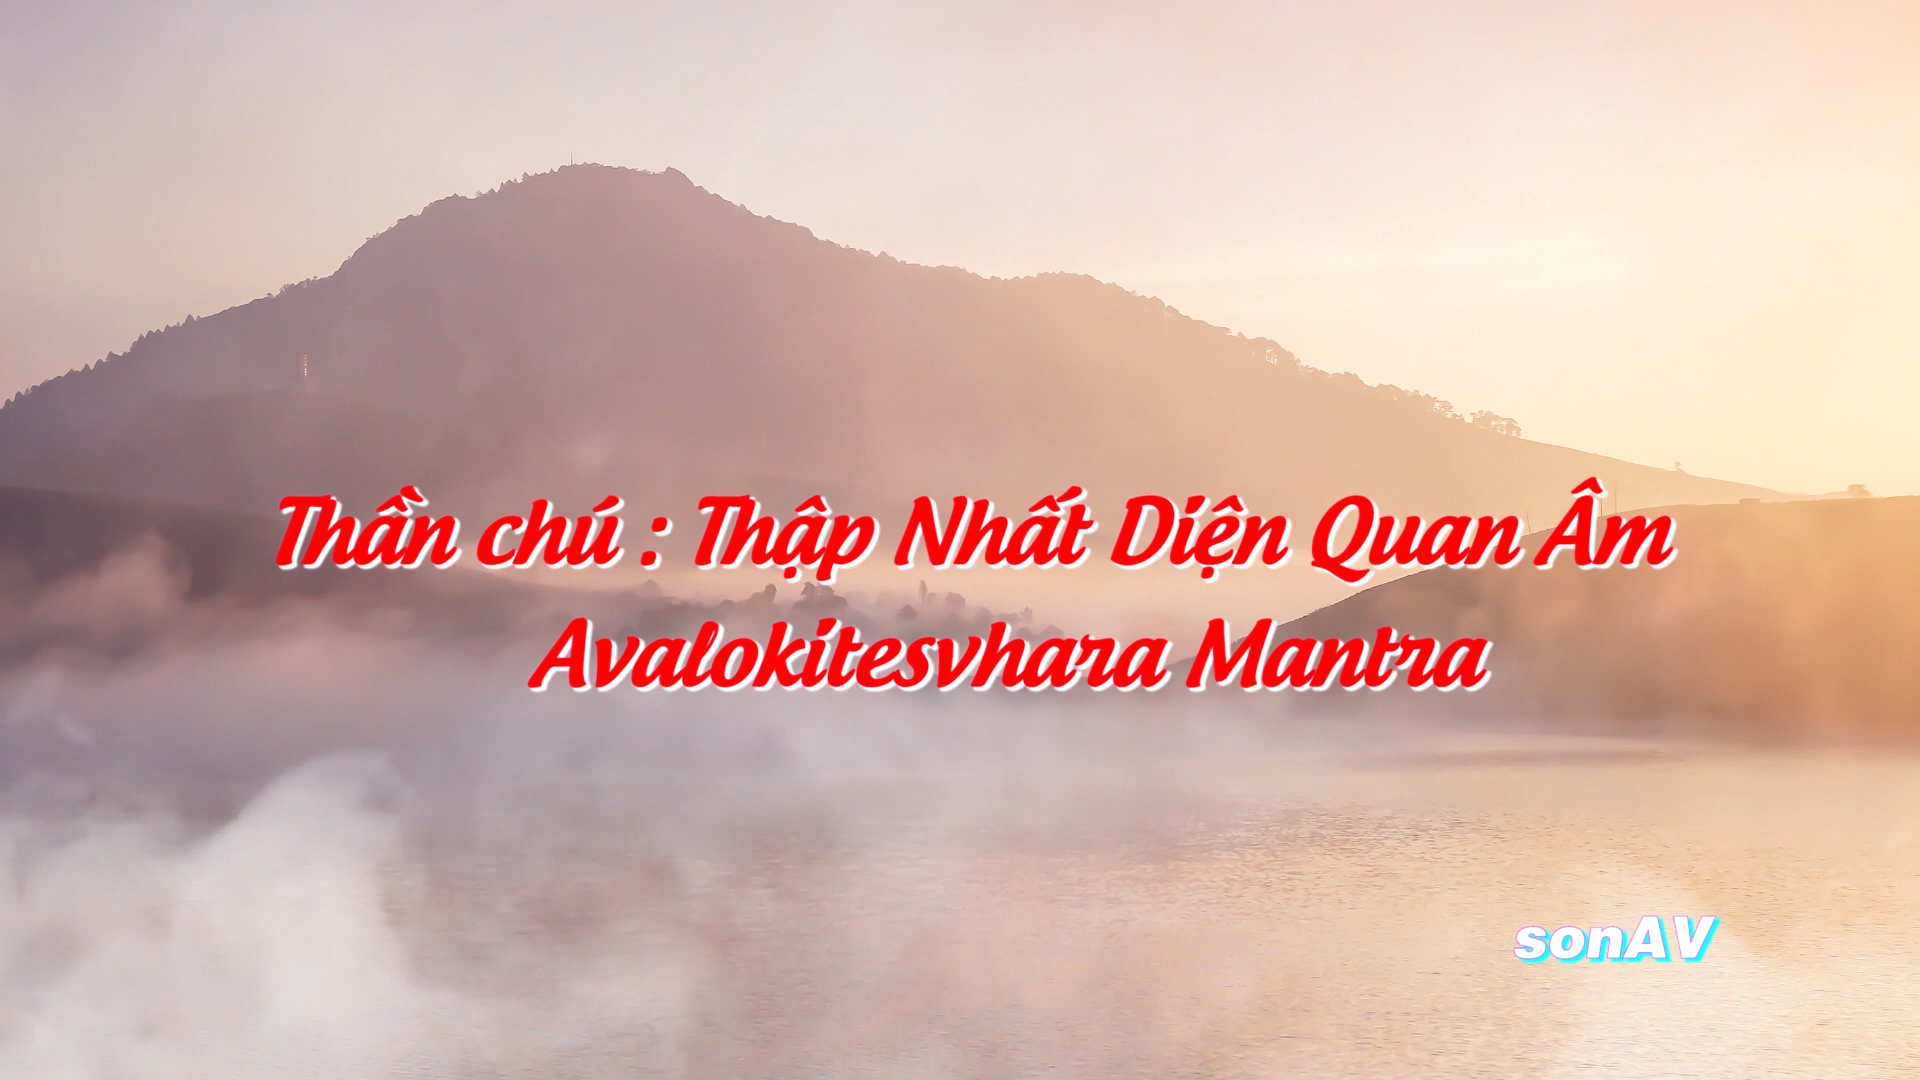 Thần chú : Thập Nhất Diện Quan Âm
Avalokitesvhara Mantra
sonAV